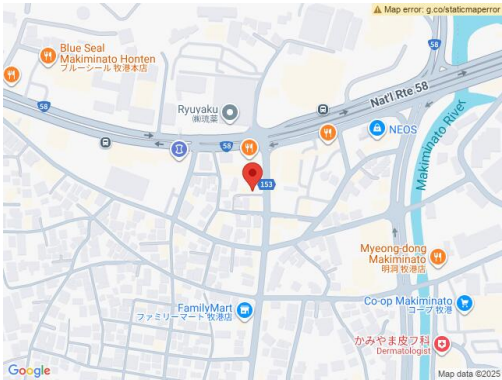 Map error: g.co/staticmaperror
58
Blue Seal
Makiminato Honten
ブルーシール 牧港本店
Nat'l Rte 58
Ryuyaku
㈱琉薬
58
NEOS
58
Makiminato River
153
Myeong-dong
Makiminato
明洞 牧港店
FamilyMart
ファミリーマート 牧港店
Co-op Makiminato
コープ 牧港
かみやま皮フ科
Dermatologist
Google
Map data ©2025